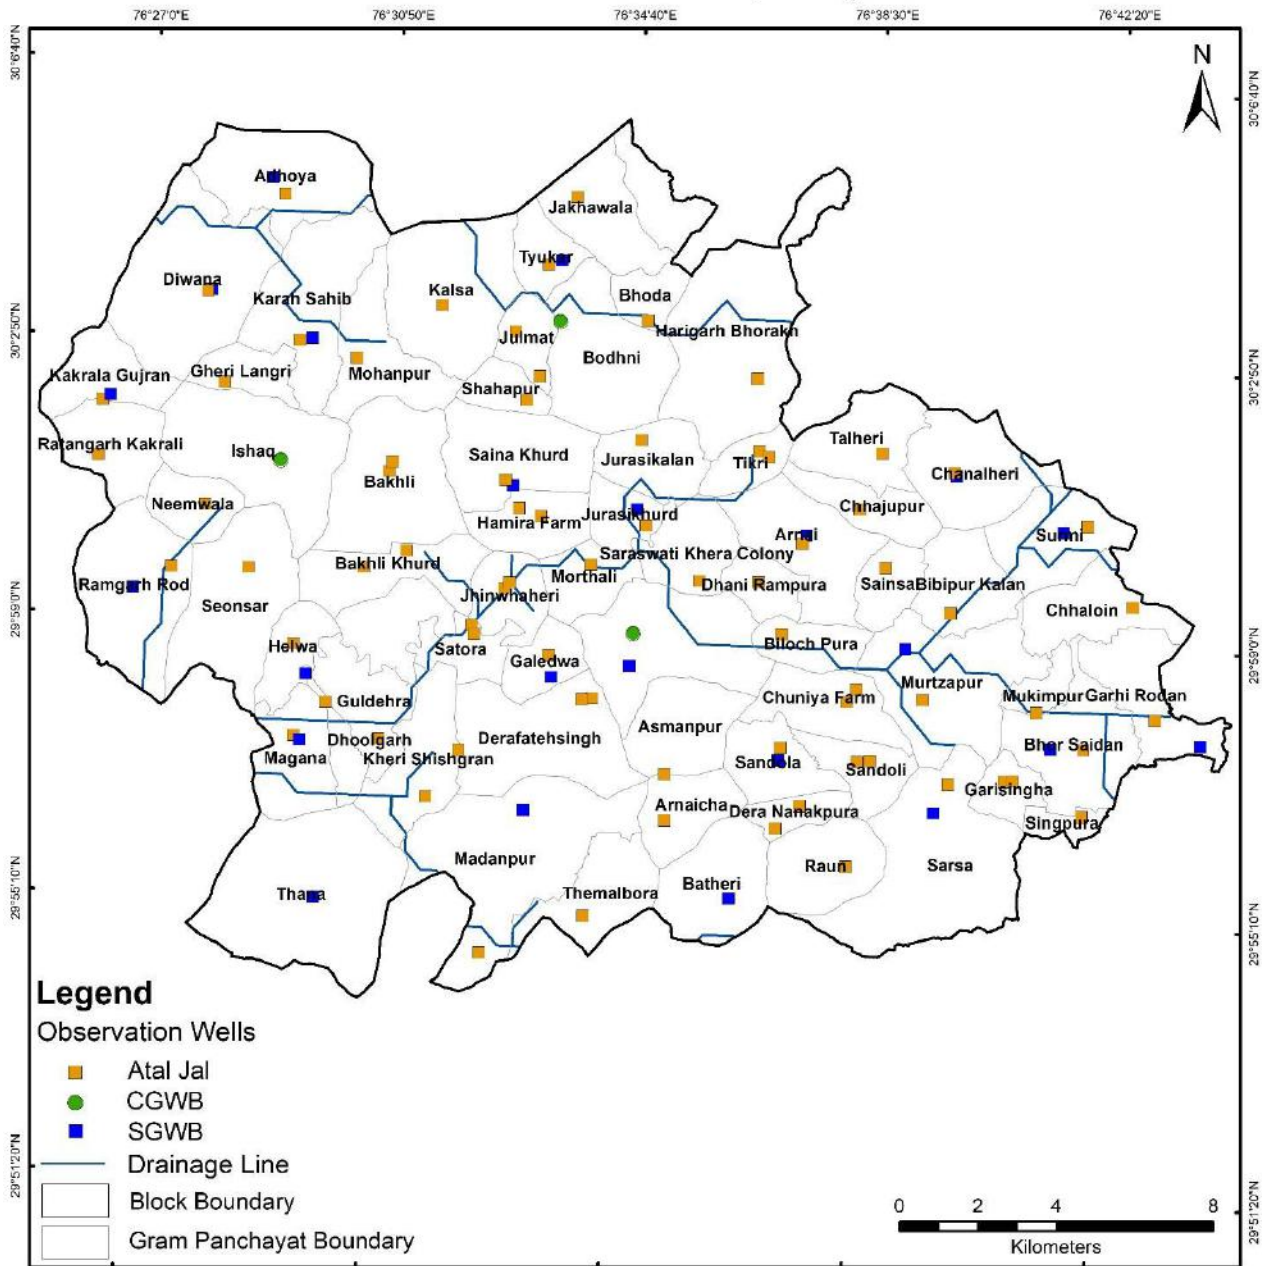 76°27'0"E 76°30'50"E 76°34'40"E 76°38'30"E 76°42'20"E
30°6'40"N
30°6'40"N
N
Adhoya
Jakhawala
Tyukar
Diwana
Kalsa
Bhoda
Karah Sahib
Harigarh Bhorakh
30°2'50"N
Julmat
Bodhni
Gheri Langri
Mohanpur
Kakrala Gujran
30°2'50"N
Shahapur
Talheri
Ratangarh Kakrali
Ishaq
Saina Khurd
Jurasikalan
Tikri
Chanalheri
Bakhli
Neemwala
Chhajupur
Hamira Farm
Jurasikhurd
Arnai
Surmi
Saraswati Khera Colony
Bakhli Khurd
Morthali
Ramgarh Rod
Dhani Rampura
Sainsa
Bibipur Kalan
Jhinwnaheri
Seonsar
Chhaloin
29°59'0"N
Helwa
Satora
Biloch Pura
29°59'0"N
Galedwa
Murtzapur
Guldehra
Chuniya Farm
Mukimpur
Garhi Rodan
Asmanpur
Dhoolgarh
Derafatehsingh
Bhor Saidan
Magana
Kheri Shishgran
Sandola
Sandoli
Garisingha
Arnaicha
Dera Nanakpura
Singpura
Madanpur
Raun
Sarsa
Thana
Themalbora
Batheri
29°55'10"N
29°55'10"N
Legend
Observation Wells
Atal Jal
CGWB
SGWB
29°51'20"N
Drainage Line
Block Boundary
29°51'20"N
Gram Panchayat Boundary
0 2 4 8
Kilometers